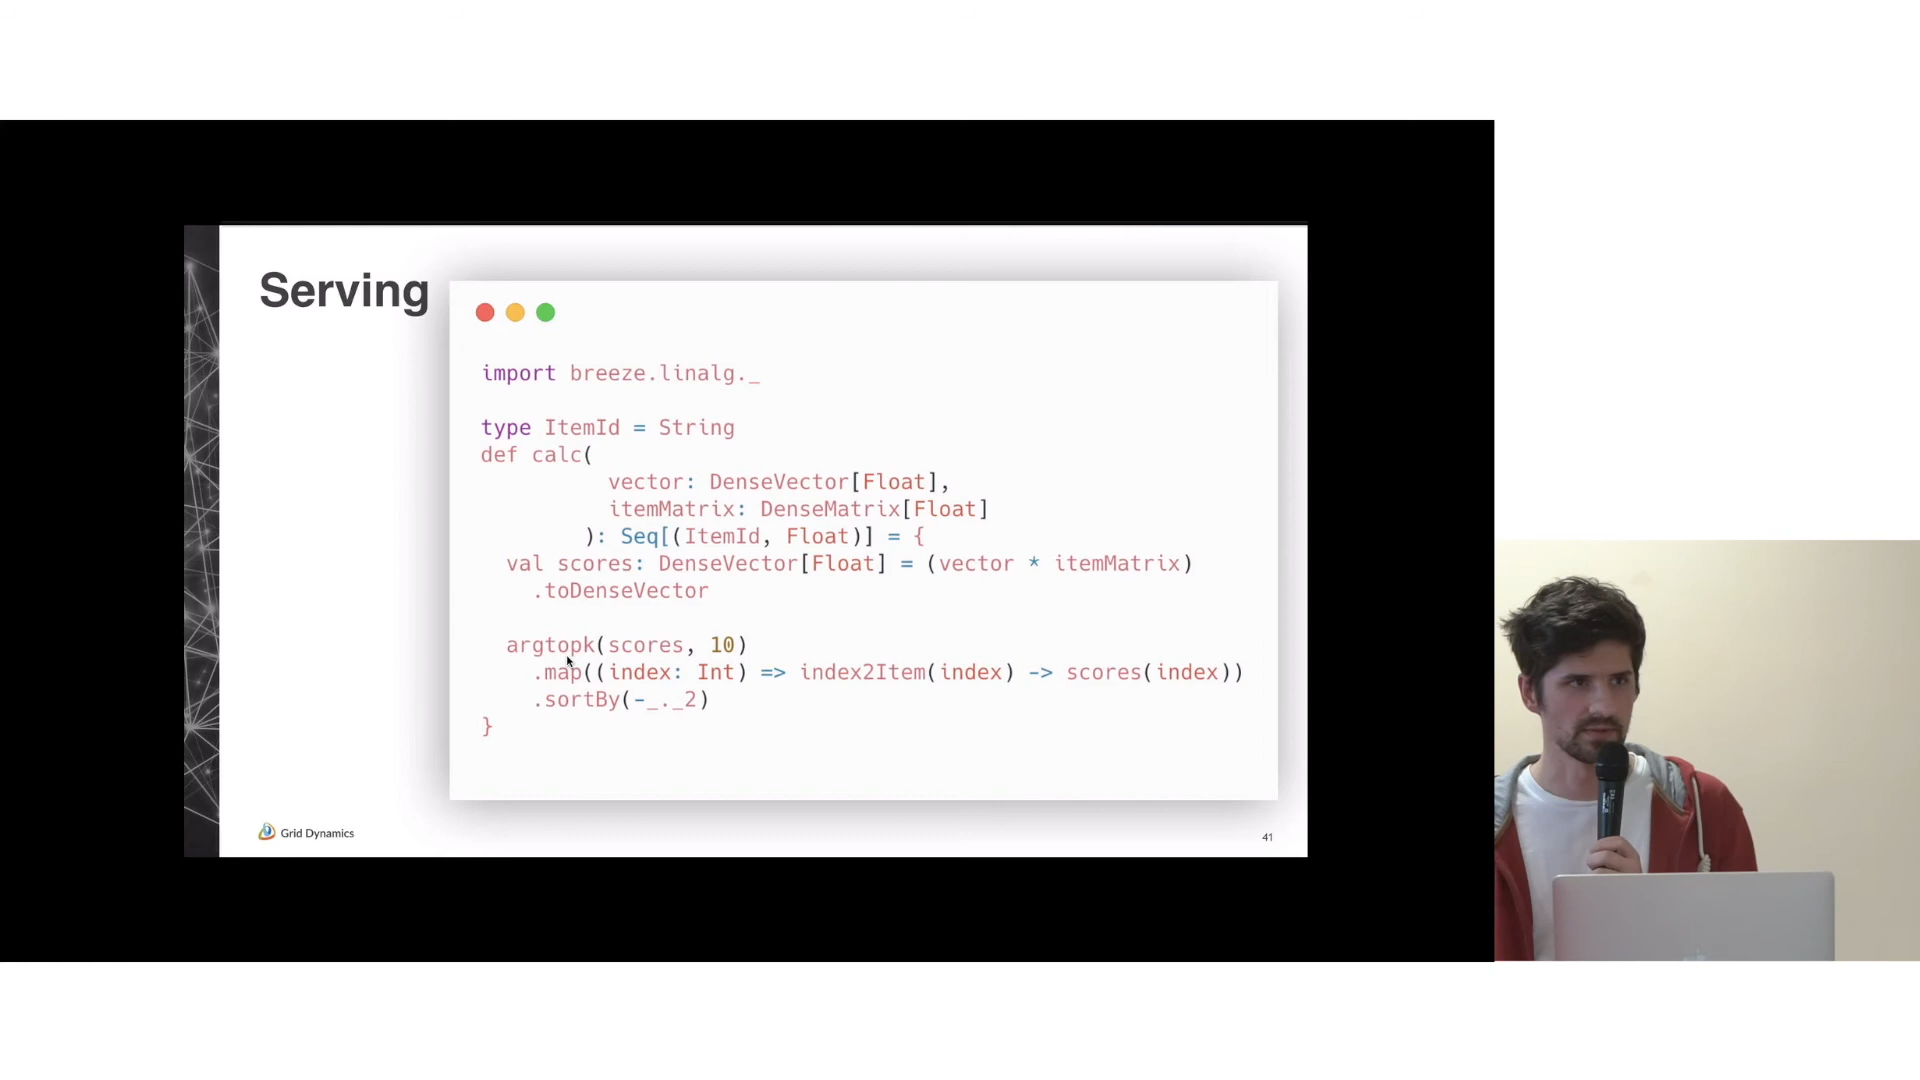 Serving
import breeze.linalg._
type ItemId = String
def calc(
vector: DenseVector[Float],
itemMatrix: DenseMatrix[Float]
): Seq[(ItemId, Float)] = {
val scores: DenseVector[Float] = (vector * itemMatrix)
.toDenseVector
argtopk(scores, 10)
.map((index: Int) => index2Item(index) -> scores(index))
.sortBy(-_._2)
}
Grid Dynamics
41